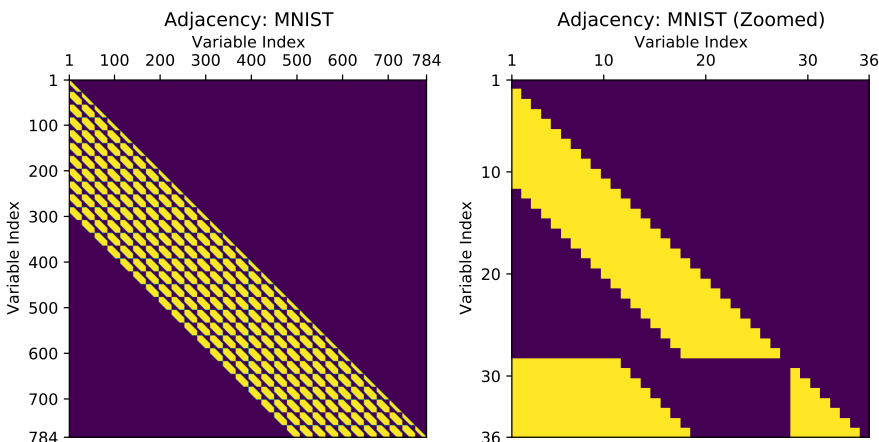 Adjacency: MNIST
Variable Index
1 100 200 300 400 500 600 700 784
1
100
200
300
400
500
600
700
784
Variable Index
Adjacency: MNIST (Zoomed)
Variable Index
1 10 20 30 36
1
10
20
30
36
Variable Index